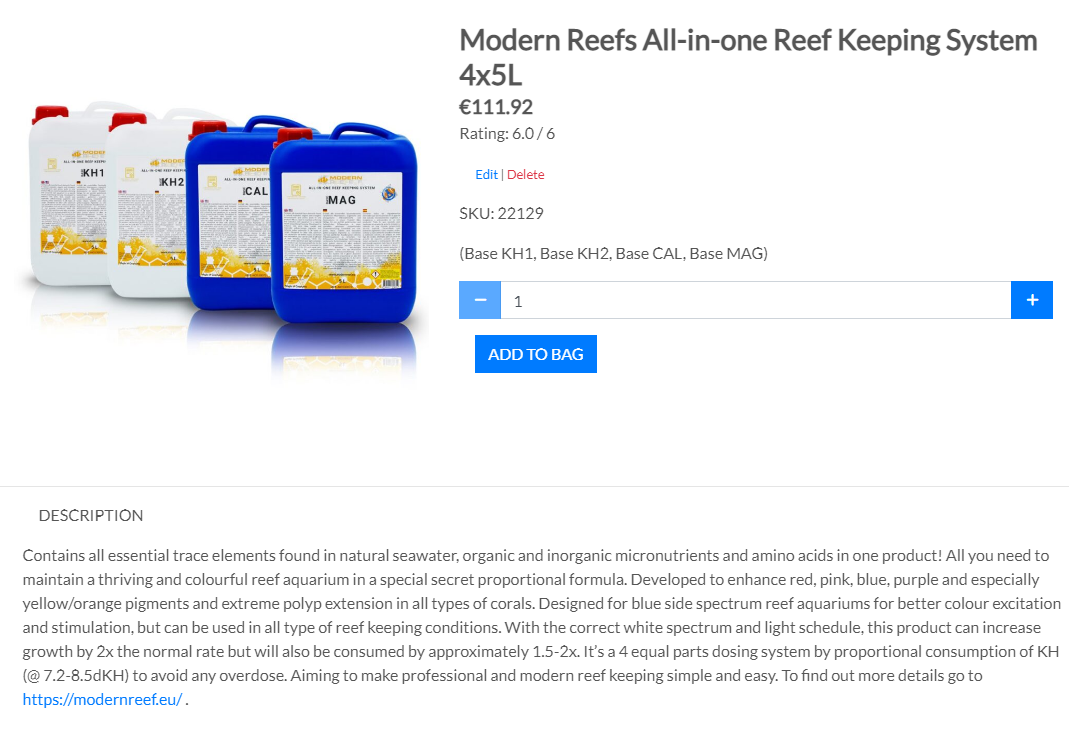 Modern Reefs All-in-one Reef Keeping System
4x5L
€111.92
Rating: 6.0 / 6
Edit | Delete
SKU: 22129
(Base KH1, Base KH2, Base CAL, Base MAG)
1
ADD TO BAG
KH1
KH2
CAL
MODERN
ALL-IN-ONE REEF KEEPING SYSTEM
MAG
5 L
DESCRIPTION
Contains all essential trace elements found in natural seawater, organic and inorganic micronutrients and amino acids in one product! All you need to
maintain a thriving and colourful reef aquarium in a special secret proportional formula. Developed to enhance red, pink, blue, purple and especially
yellow/orange pigments and extreme polyp extension in all types of corals. Designed for blue side spectrum reef aquariums for better colour excitation
and stimulation, but can be used in all type of reef keeping conditions. With the correct white spectrum and light schedule, this product can increase
growth by 2x the normal rate but will also be consumed by approximately 1.5-2x. It's a 4 equal parts dosing system by proportional consumption of KH
(@ 7.2-8.5dKH) to avoid any overdose. Aiming to make professional and modern reef keeping simple and easy. To find out more details go to
https://modernreef.eu/ .